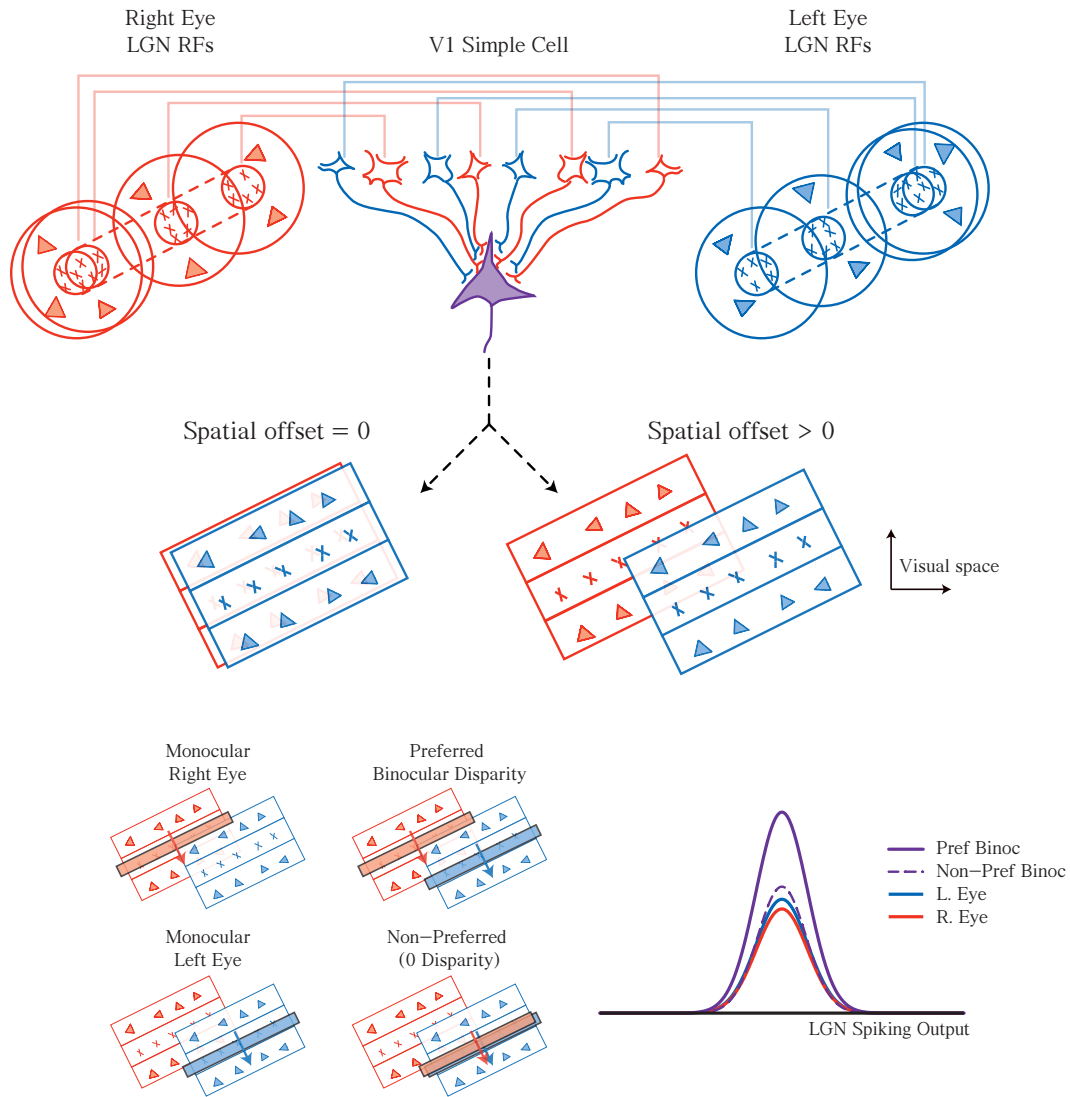 Right Eye
LGN RFs
V1 Simple Cell
Left Eye
LGN RFs
Spatial offset = 0
Spatial offset > 0
Visual space
Monocular
Right Eye
Preferred
Binocular Disparity
Monocular
Left Eye
Non−Preferred
(0 Disparity)
Pref Binoc
Non−Pref Binoc
L. Eye
R. Eye
LGN Spiking Output